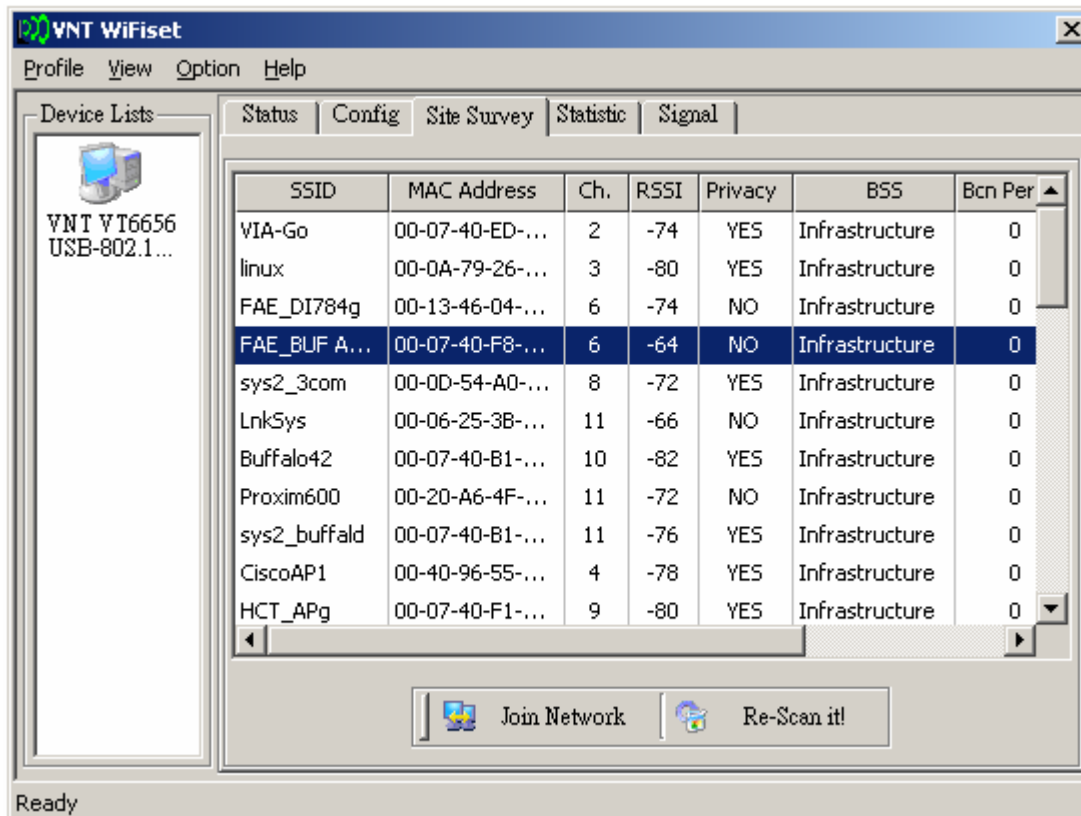 VNT WiFiset
Profile View Option Help
Device Lists
VNT VT6656
USB-802.1...
Status Config Site Survey Statistic Signal
SSID MAC Address Ch. RSSI Privacy BSS Bcn Per
VIA-Go 00-07-40-ED-... 2 -74 YES Infrastructure 0
linux 00-0A-79-26-... 3 -80 YES Infrastructure 0
FAE_DI784g 00-13-46-04-... 6 -74 NO Infrastructure 0
FAE_BUF A... 00-07-40-F8-... 6 -64 NO Infrastructure 0
sys2_3com 00-0D-54-A0-... 8 -72 YES Infrastructure 0
LnkSys 00-06-25-3B-... 11 -66 NO Infrastructure 0
Buffalo42 00-07-40-B1-... 10 -82 YES Infrastructure 0
Proxim600 00-20-A6-4F-... 11 -72 NO Infrastructure 0
sys2_buffald 00-07-40-B1-... 11 -76 YES Infrastructure 0
CiscoAP1 00-40-96-55-... 4 -78 YES Infrastructure 0
HCT_APg 00-07-40-F1-... 9 -80 YES Infrastructure 0
Join Network Re-Scan it!
Ready